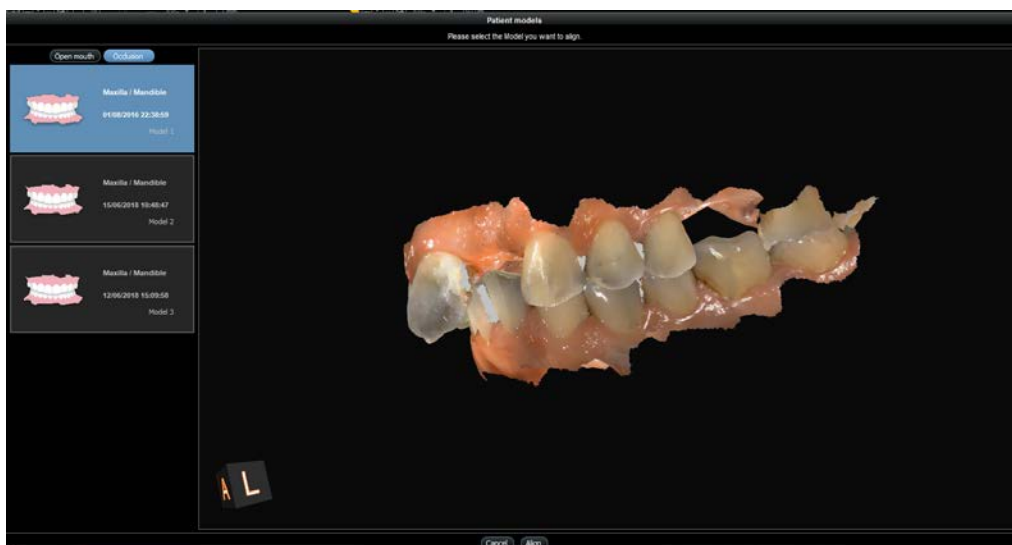 Patient models
Please select the Model you want to align.
Open mouth
Occlusion
Maxilla / Mandible
01/08/2016 22:38:59
Model 1
Maxilla / Mandible
15/06/2018 10:48:47
Model 2
Maxilla / Mandible
12/06/2018 15:09:58
Model 3
A L
Cancel Align